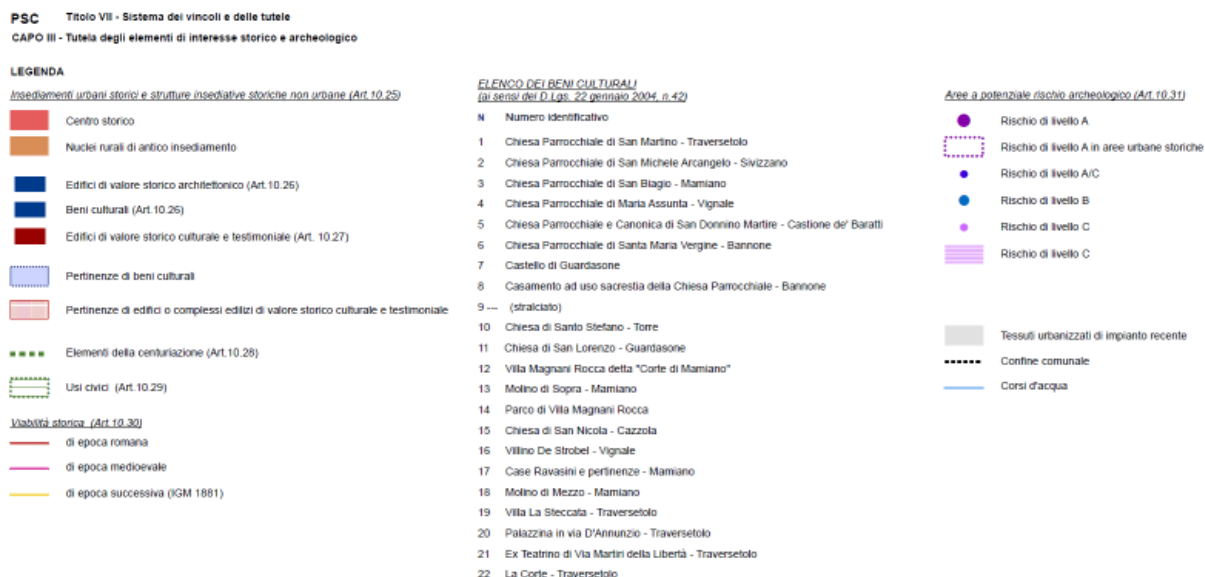 PSC Titolo VII - Sistema dei vincoli e delle tutele
CAPO III - Tutela degli elementi di interesse storico e archeologico
LEGENDA
Insediamenti urbani storici e strutture insediative storiche non urbane (Art.10.25)
Centro storico
Nuclei rurali di antico insediamento
Edifici di valore storico architettonico (Art.10.26)
Beni culturali (Art.10.26)
Edifici di valore storico culturale e testimoniale (Art. 10.27)
Pertinenze di beni culturali
Pertinenze di edifici o complessi edilizi di valore storico culturale e testimoniale
Elementi della centuriazione (Art.10.28)
Usi civici (Art.10.29)
Viabilità storica (Art.10.30)
di epoca romana
di epoca medioevale
di epoca successiva (IGM 1881)
ELENCO DEI BENI CULTURALI
(ai sensi del D.Lgs. 22 gennaio 2004, n.42)
N Numero identificativo
1 Chiesa Parrocchiale di San Martino - Traversetolo
2 Chiesa Parrocchiale di San Michele Arcangelo - Sivizzano
3 Chiesa Parrocchiale di San Biagio - Mamiano
4 Chiesa Parrocchiale di Maria Assunta - Vignale
5 Chiesa Parrocchiale e Canonica di San Donnino Martire - Castione de' Baratti
6 Chiesa Parrocchiale di Santa Maria Vergine - Bannone
7 Castello di Guardasone
8 Casamento ad uso sacrestia della Chiesa Parrocchiale - Bannone
9 --- (stralciato)
10 Chiesa di Santo Stefano - Torre
11 Chiesa di San Lorenzo - Guardasone
12 Villa Magnani Rocca detta "Corte di Mamiano"
13 Molino di Sopra - Mamiano
14 Parco di Villa Magnani Rocca
15 Chiesa di San Nicola - Cazzola
16 Villino De Strobel - Vignale
17 Case Ravasini e pertinenze - Mamiano
18 Molino di Mezzo - Mamiano
19 Villa La Steccata - Traversetolo
20 Palazzina in via D'Annunzio - Traversetolo
21 Ex Teatrino di Via Martiri della Libertà - Traversetolo
22 La Corte - Traversetolo
Aree a potenziale rischio archeologico (Art.10.31)
Rischio di livello A
Rischio di livello A in aree urbane storiche
Rischio di livello A/C
Rischio di livello B
Rischio di livello C
Rischio di livello C
Tessuti urbanizzati di impianto recente
Confine comunale
Corsi d'acqua